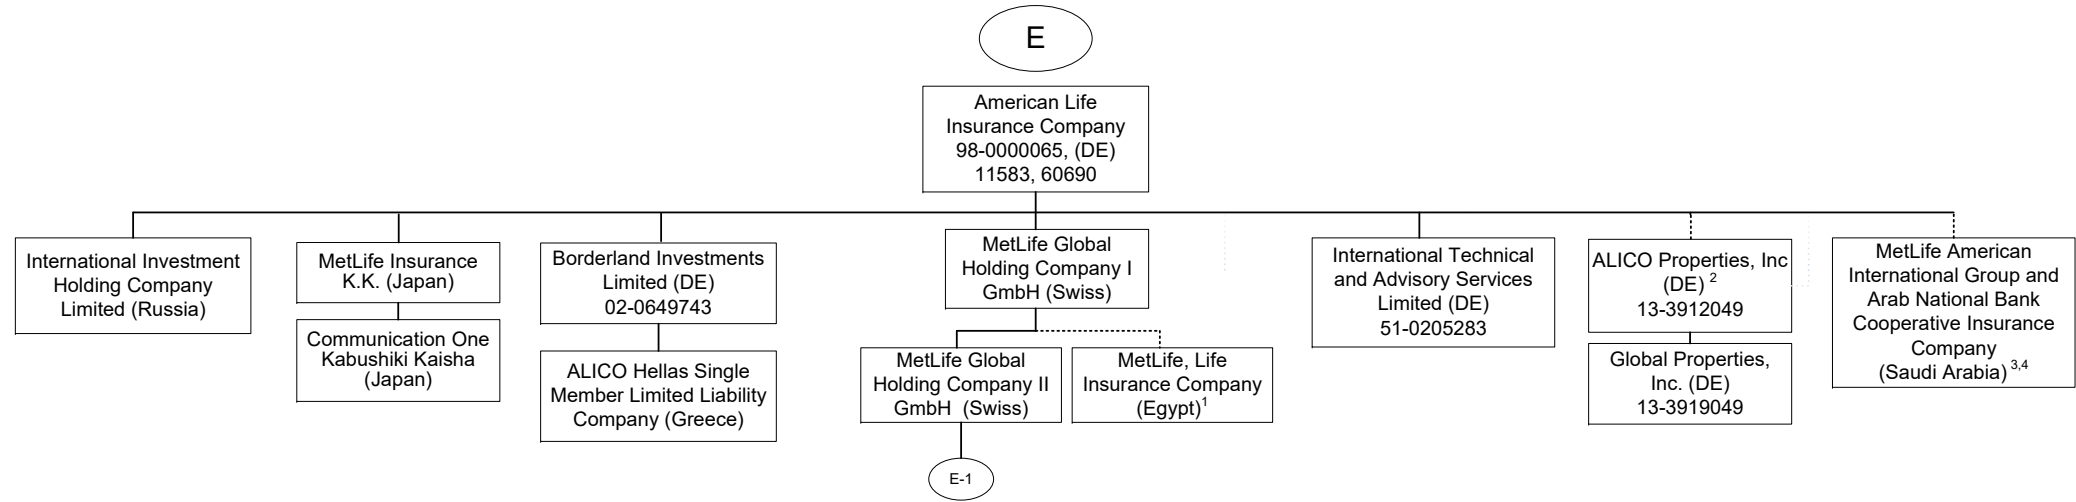 E
American Life
Insurance Company
98-0000065, (DE)
11583, 60690
International Investment
Holding Company
Limited (Russia)
MetLife Insurance
K.K. (Japan)
Communication One
Kabushiki Kaisha
(Japan)
Borderland Investments
Limited (DE)
02-0649743
ALICO Hellas Single
Member Limited Liability
Company (Greece)
MetLife Global
Holding Company I
GmbH (Swiss)
MetLife Global
Holding Company II
GmbH (Swiss)
E-1
MetLife, Life
Insurance Company
(Egypt)1
International Technical
and Advisory Services
Limited (DE)
51-0205283
ALICO Properties, Inc
(DE) 2
13-3912049
Global Properties,
Inc. (DE)
13-3919049
MetLife American
International Group and
Arab National Bank
Cooperative Insurance
Company
(Saudi Arabia) 3,4